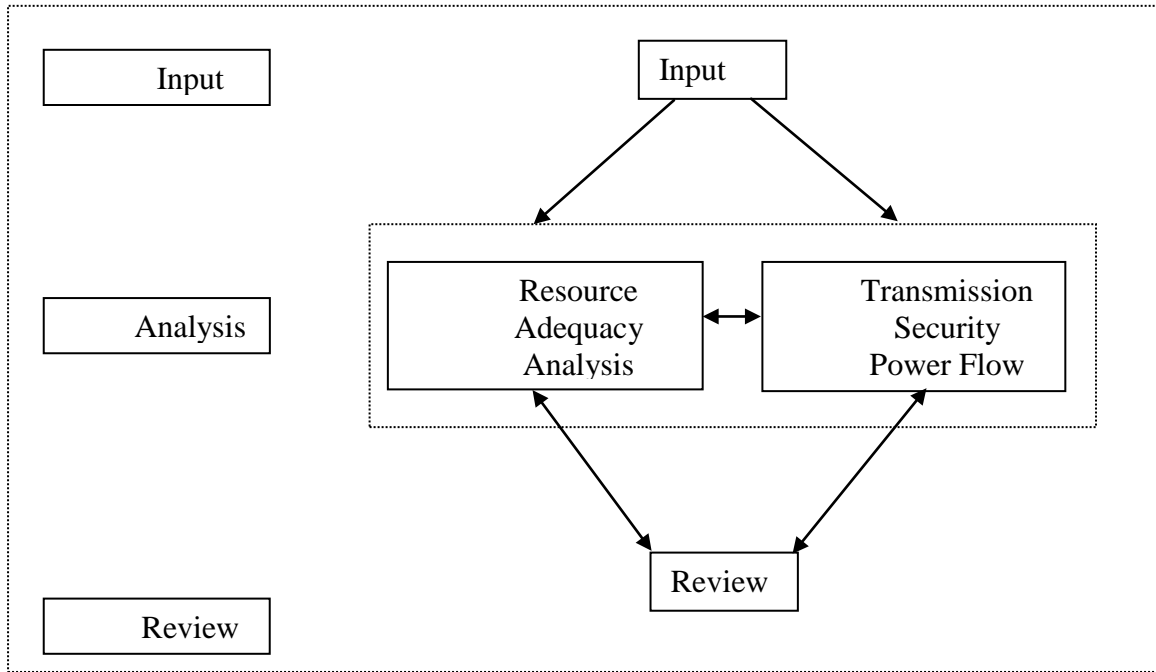 Input
Input
Analysis
Resource
Adequacy
Analysis
Transmission
Security
Power Flow
Review
Review